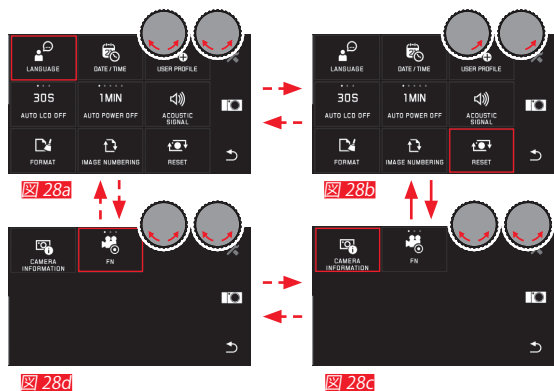 LANGUAGE
DATE / TIME
USER PROFILE
30S
1MIN
AUTO LCD OFF
AUTO POWER OFF
ACOUSTIC
SIGNAL
FORMAT
IMAGE NUMBERING
RESET
図 28a
LANGUAGE
DATE / TIME
USER PROFILE
30S
1MIN
AUTO LCD OFF
AUTO POWER OFF
ACOUSTIC
SIGNAL
FORMAT
IMAGE NUMBERING
RESET
図 28b
CAMERA
INFORMATION
FN
図 28d
CAMERA
INFORMATION
FN
図 28c